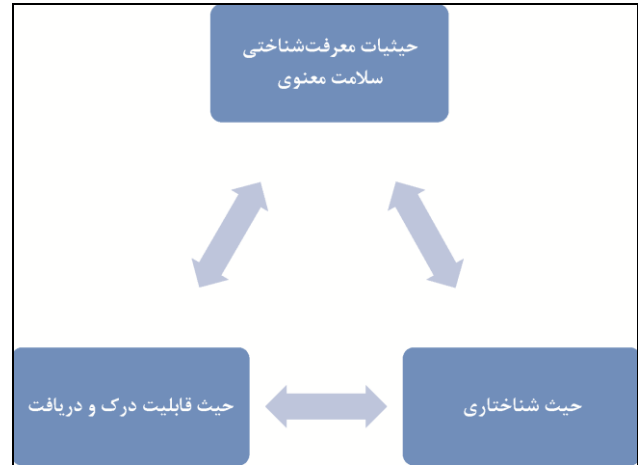 حیثیات معرفت‌شناختی
سلامت معنوی
حیث شناختاری
حیث قابلیت درک و دریافت